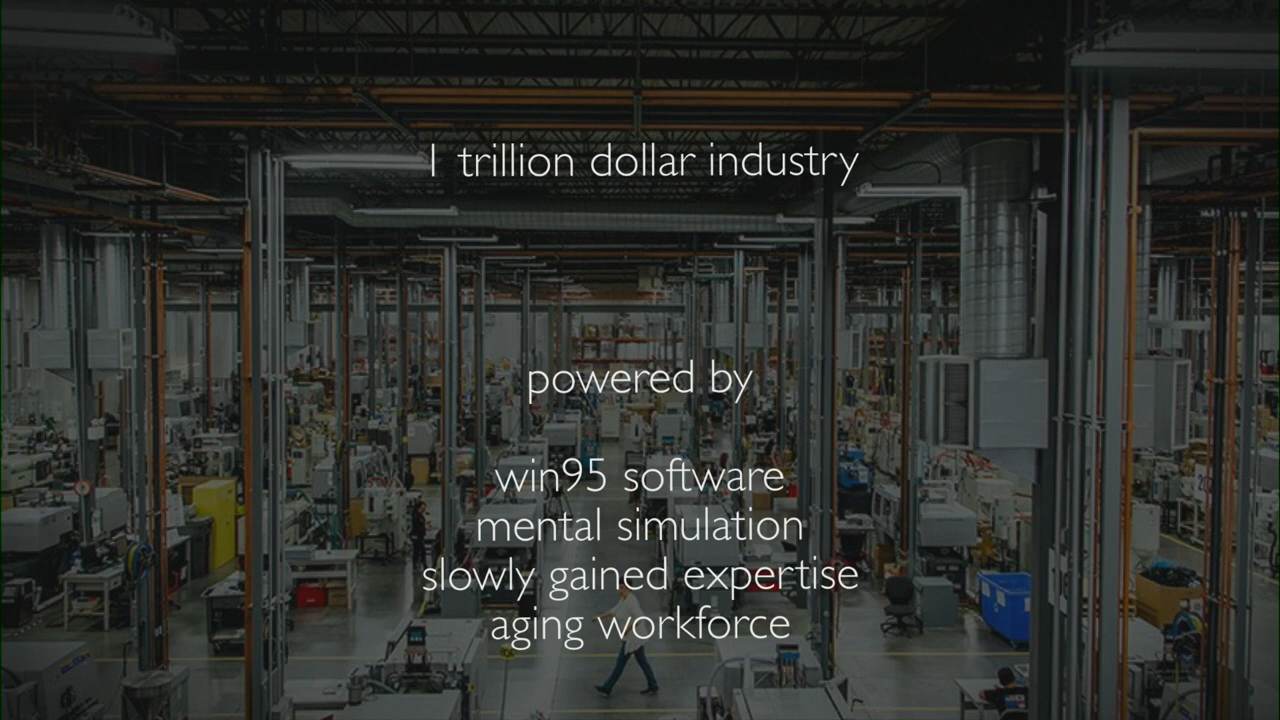 1 trillion dollar industry
powered by
win95 software
mental simulation
slowly gained expertise
aging workforce